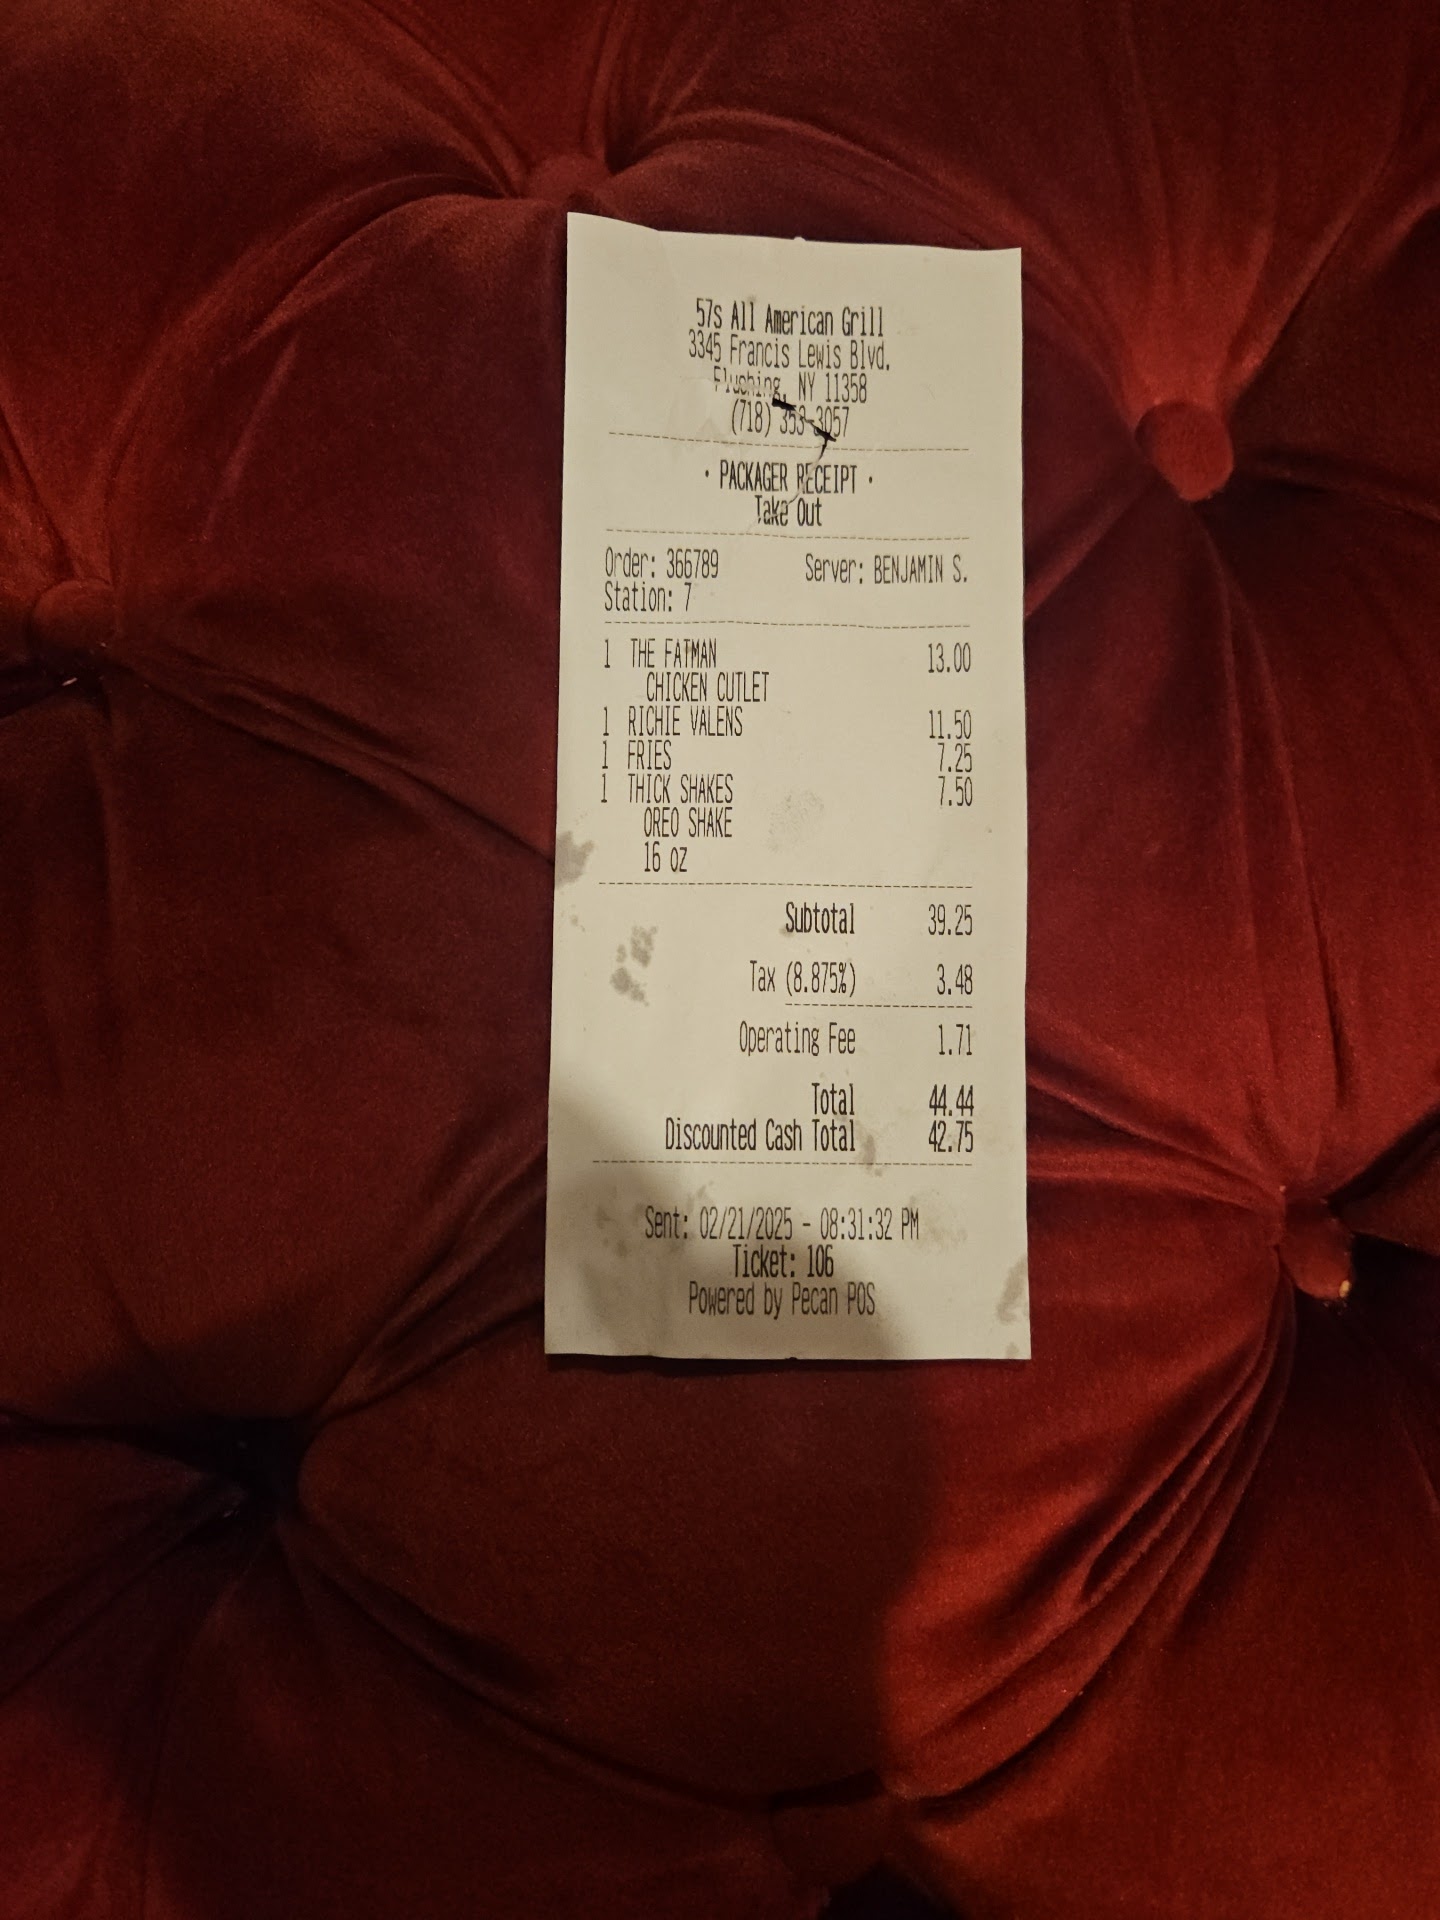 57s All American Grill
3345 Francis Lewis Blvd.
Flushing, NY 11358
(718) 353-3057
· PACKAGER RECEIPT ·
Take Out
Order: 366789 Server: BENJAMIN S.
Station: 7
1 THE FATMAN 13.00
CHICKEN CUTLET
1 RICHIE VALENS 11.50
1 FRIES 7.25
1 THICK SHAKES 7.50
OREO SHAKE
16 oz
Subtotal 39.25
Tax (8.875%) 3.48
Operating Fee 1.71
Total 44.44
Discounted Cash Total 42.75
Sent: 02/21/2025 - 08:31:32 PM
Ticket: 106
Powered by Pecan POS